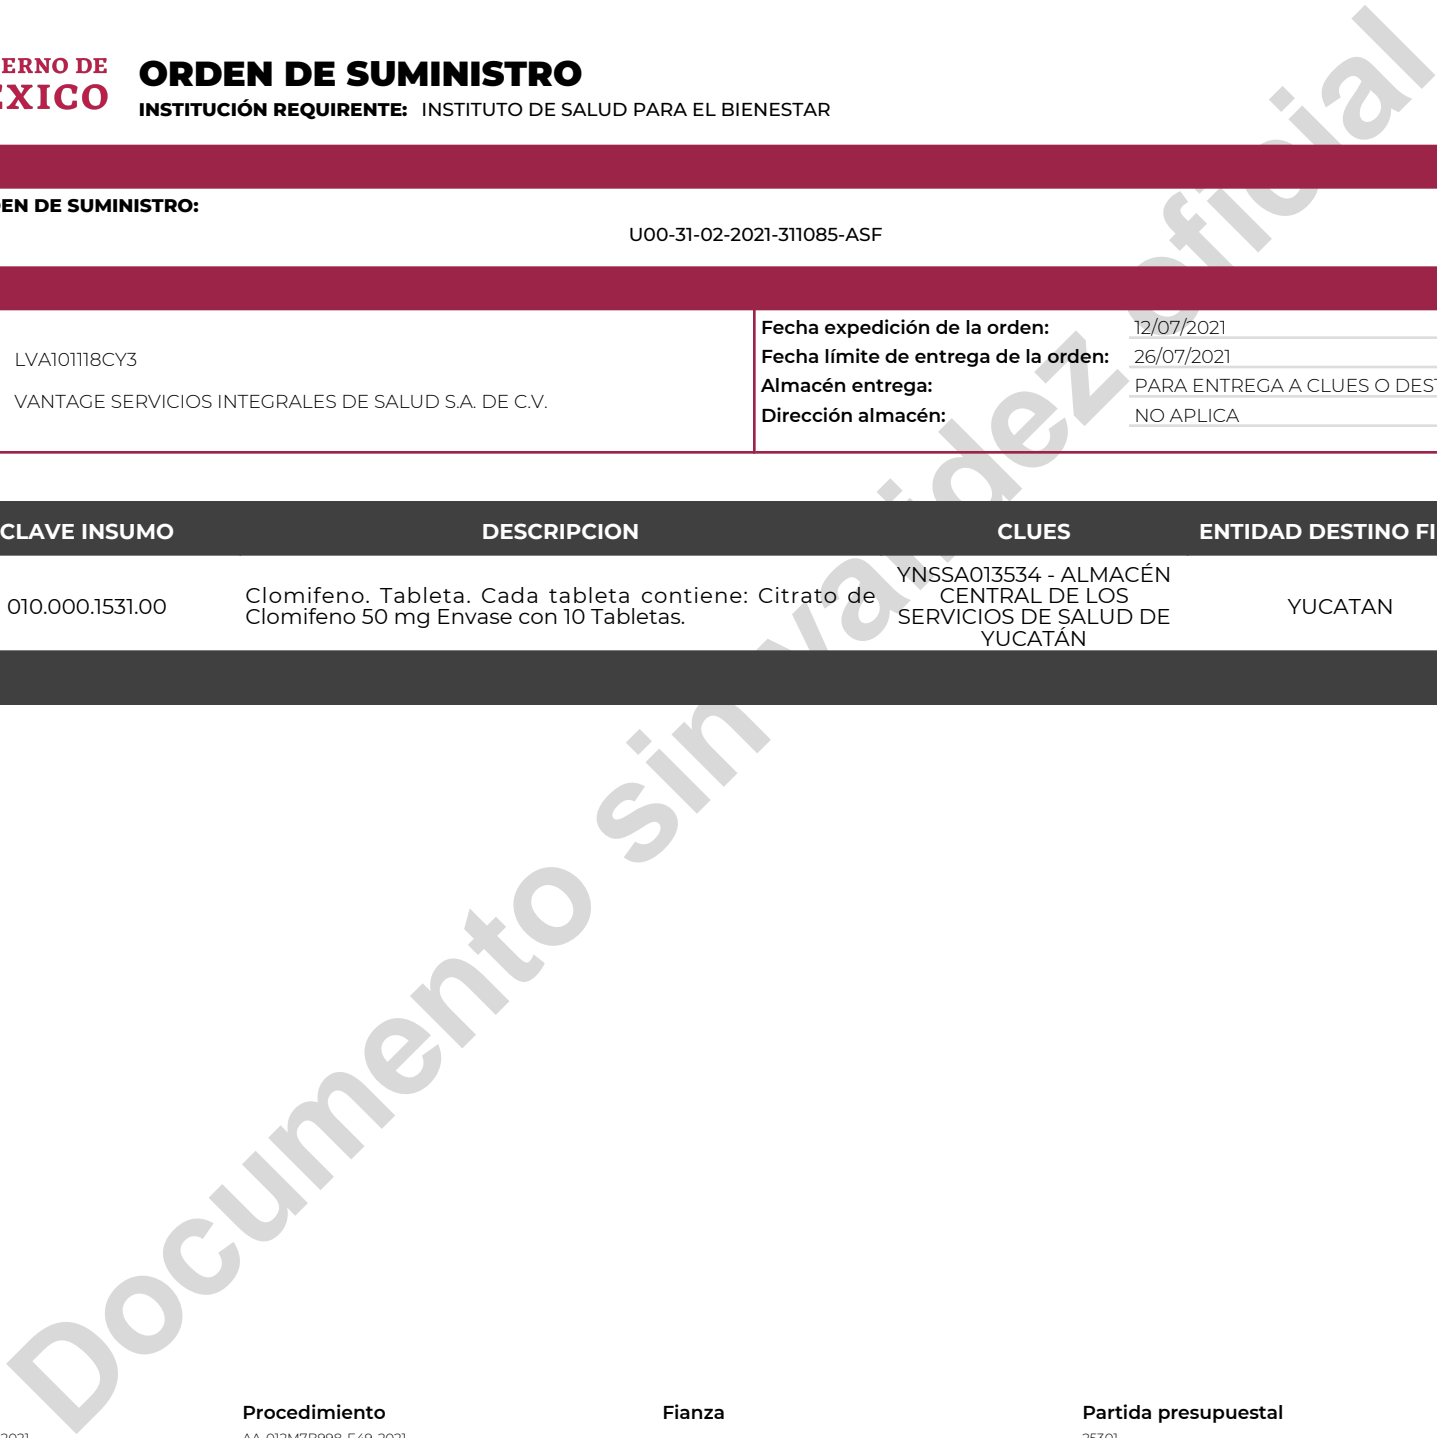 ERNO DE
EXICO
ORDEN DE SUMINISTRO
INSTITUCIÓN REQUIRENTE: INSTITUTO DE SALUD PARA EL BIENESTAR
EN DE SUMINISTRO:
U00-31-02-2021-311085-ASF
LVA101118CY3
VANTAGE SERVICIOS INTEGRALES DE SALUD S.A. DE C.V.
Fecha expedición de la orden: 12/07/2021
Fecha límite de entrega de la orden: 26/07/2021
Almacén entrega: PARA ENTREGA A CLUES O DEST
Dirección almacén: NO APLICA
CLAVE INSUMO DESCRIPCION CLUES ENTIDAD DESTINO FI
010.000.1531.00
Clomifeno. Tableta. Cada tableta contiene: Citrato de
Clomifeno 50 mg Envase con 10 Tabletas.
YNSSA013534 - ALMACÉN
CENTRAL DE LOS
SERVICIOS DE SALUD DE
YUCATÁN
YUCATAN
Documento sin validez oficial
Procedimiento Fianza Partida presupuestal